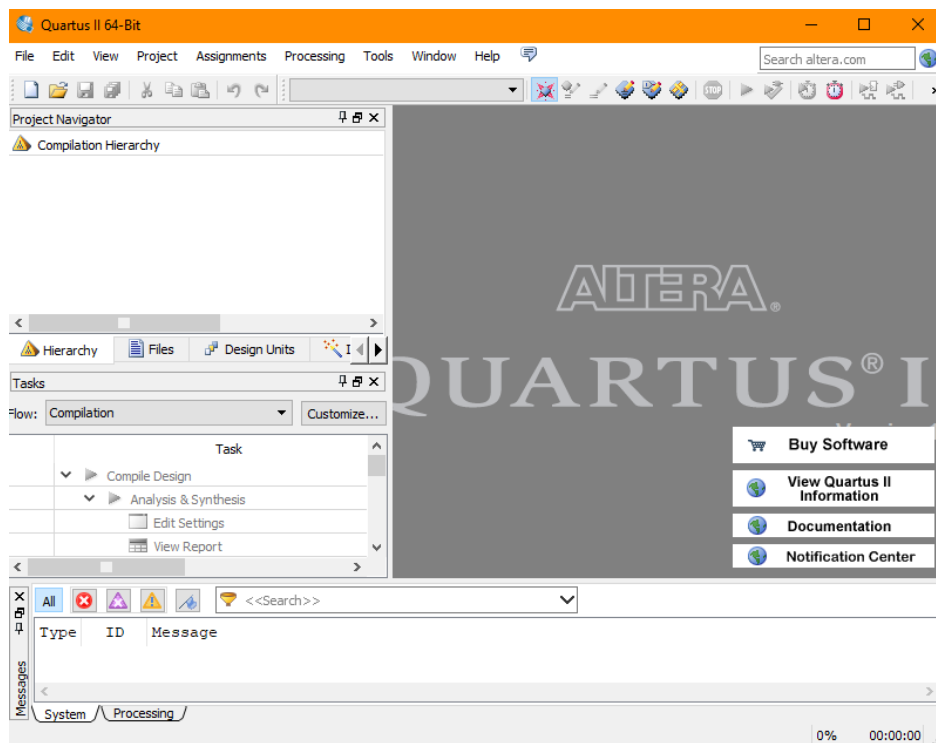 Quartus II 64-Bit
File Edit View Project Assignments Processing Tools Window Help
Search altera.com
STOP
Project Navigator
Compilation Hierarchy
Hierarchy Files Design Units I
Tasks
Flow: Compilation Customize...
Task
Compile Design
Analysis & Synthesis
Edit Settings
View Report
ALTERA®
QUARTUS® I
Buy Software
View Quartus II
Information
Documentation
Notification Center
All <<Search>>
Type ID Message
Messages
System Processing
0% 00:00:00